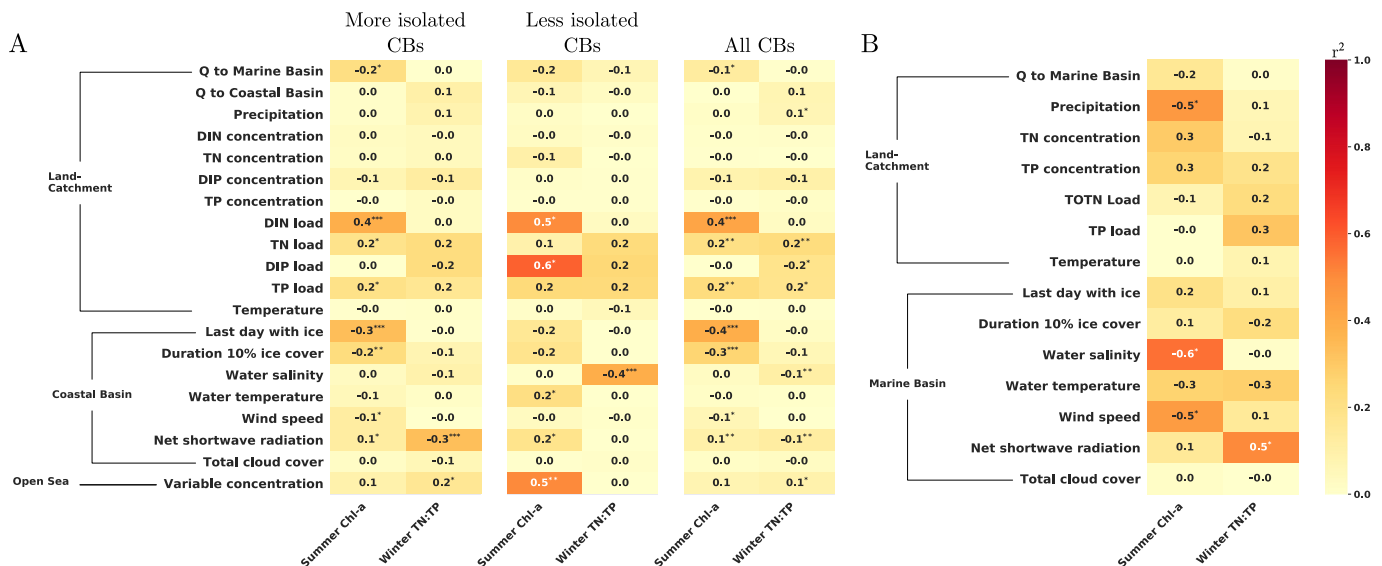 A
More isolated
CBs
Less isolated
CBs
All CBs
Land-
Catchment
Coastal Basin
Open Sea
Q to Marine Basin -0.2* 0.0 -0.2 -0.1 -0.1* -0.0
Q to Coastal Basin 0.0 0.1 -0.1 -0.0 0.0 0.1
Precipitation 0.0 0.1 0.0 0.0 0.0 0.1*
DIN concentration 0.0 -0.0 -0.0 -0.0 -0.0 -0.0
TN concentration 0.0 0.0 -0.1 -0.0 -0.0 -0.0
DIP concentration -0.1 -0.1 0.0 0.0 -0.1 -0.1
TP concentration -0.0 -0.0 0.0 0.0 -0.0 -0.0
DIN load 0.4*** 0.0 0.5* 0.0 0.4*** 0.0
TN load 0.2* 0.2 0.1 0.2 0.2** 0.2**
DIP load 0.0 -0.2 0.6* 0.2 -0.0 -0.2*
TP load 0.2* 0.2 0.2 0.2 0.2** 0.2*
Temperature -0.0 0.0 0.0 -0.1 0.0 0.0
Last day with ice -0.3*** -0.0 -0.2 -0.0 -0.4*** -0.0
Duration 10% ice cover -0.2** -0.1 -0.2 0.0 -0.3*** -0.1
Water salinity 0.0 -0.1 0.0 -0.4*** 0.0 -0.1**
Water temperature -0.1 0.0 0.2* 0.0 -0.0 0.0
Wind speed -0.1* -0.0 -0.0 -0.0 -0.1* 0.0
Net shortwave radiation 0.1* -0.3*** 0.2* 0.0 0.1** -0.1**
Total cloud cover 0.0 -0.1 0.0 0.0 0.0 -0.0
Variable concentration 0.1 0.2* 0.5** 0.0 0.1 0.1*
Summer Chl-a Winter TN:TP Summer Chl-a Winter TN:TP Summer Chl-a Winter TN:TP
B
Land-
Catchment
Marine Basin
Q to Marine Basin -0.2 0.0
Precipitation -0.5* 0.1
TN concentration 0.3 -0.1
TP concentration 0.3 0.2
TOTN Load -0.1 0.2
TP load -0.0 0.3
Temperature 0.0 0.1
Last day with ice 0.2 0.1
Duration 10% ice cover 0.1 -0.2
Water salinity -0.6* -0.0
Water temperature -0.3 -0.3
Wind speed -0.5* 0.1
Net shortwave radiation 0.1 0.5*
Total cloud cover 0.0 -0.0
Summer Chl-a Winter TN:TP
r²
1.0
0.8
0.6
0.4
0.2
0.0